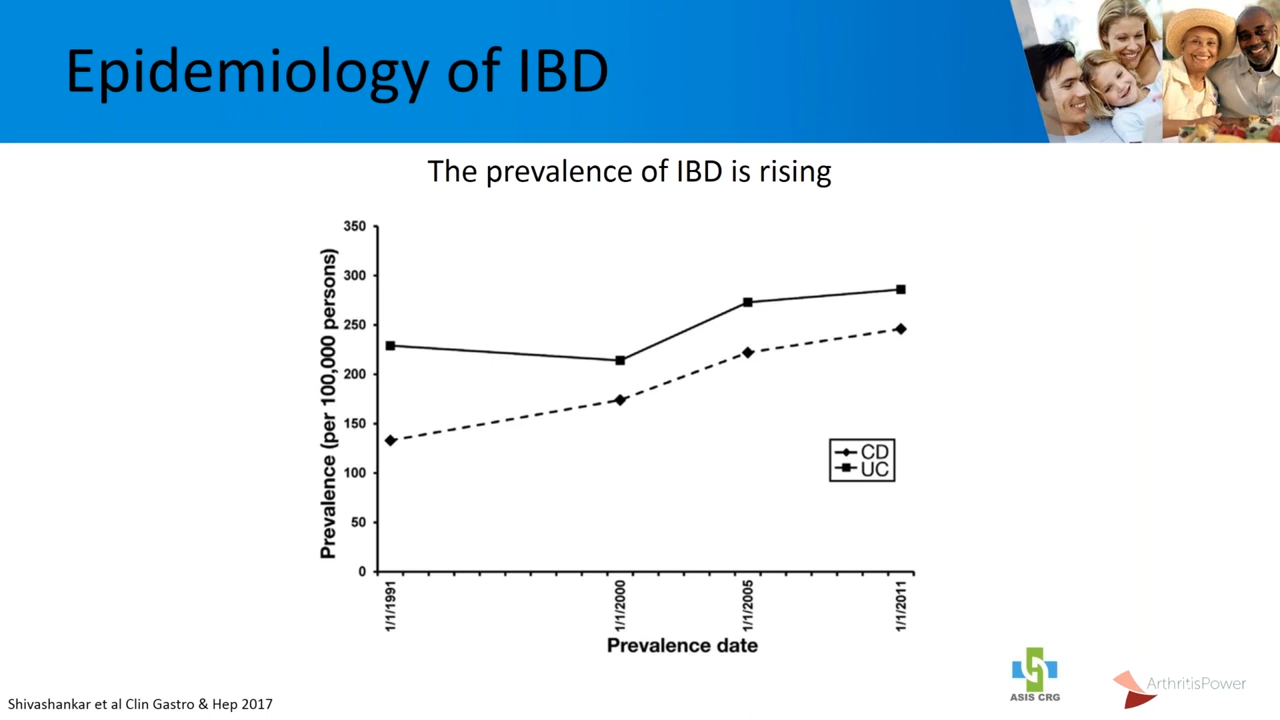 Epidemiology of IBD
The prevalence of IBD is rising
Prevalence (per 100,000 persons)
350
300
250
200
150
100
50
0
CD
UC
1/1/1991
1/1/2000
1/1/2005
1/1/2011
Prevalence date
ASIS CRG
ArthritisPower
Shivashankar et al Clin Gastro & Hep 2017